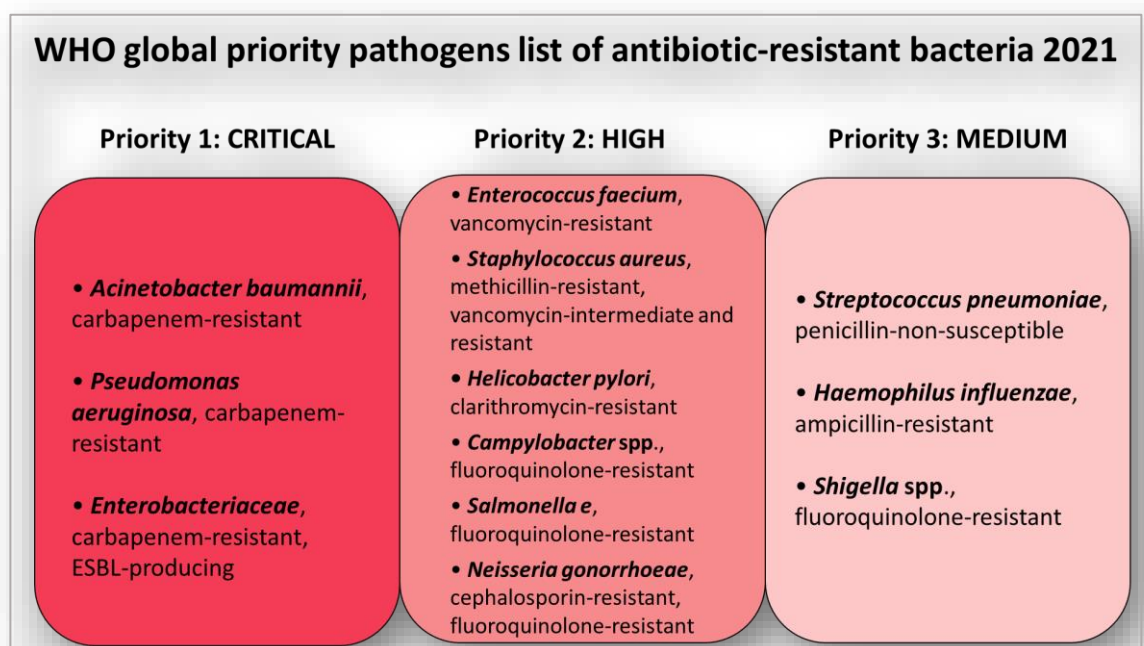 WHO global priority pathogens list of antibiotic-resistant bacteria 2021
Priority 1: CRITICAL
• Acinetobacter baumannii,
carbapenem-resistant
• Pseudomonas
aeruginosa, carbapenem-
resistant
• Enterobacteriaceae,
carbapenem-resistant,
ESBL-producing
Priority 2: HIGH
• Enterococcus faecium,
vancomycin-resistant
• Staphylococcus aureus,
methicillin-resistant,
vancomycin-intermediate and
resistant
• Helicobacter pylori,
clarithromycin-resistant
• Campylobacter spp.,
fluoroquinolone-resistant
• Salmonella e,
fluoroquinolone-resistant
• Neisseria gonorrhoeae,
cephalosporin-resistant,
fluoroquinolone-resistant
Priority 3: MEDIUM
• Streptococcus pneumoniae,
penicillin-non-susceptible
• Haemophilus influenzae,
ampicillin-resistant
• Shigella spp.,
fluoroquinolone-resistant